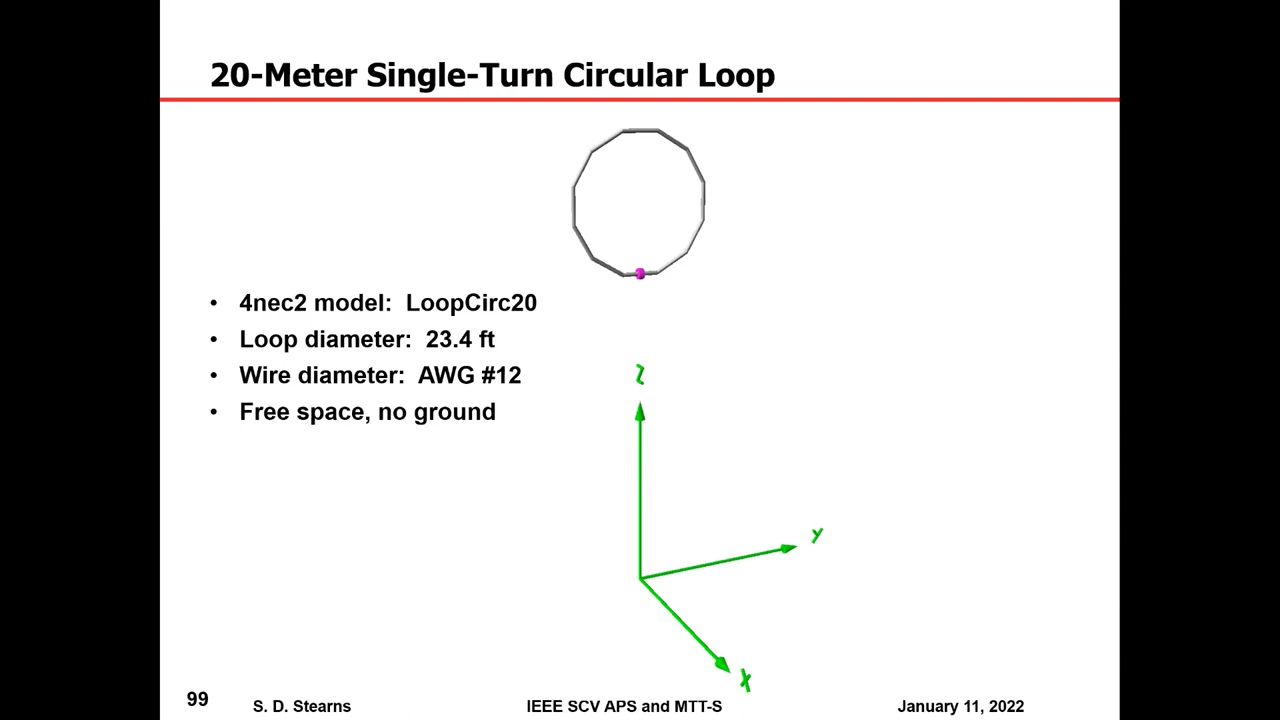 20-Meter Single-Turn Circular Loop
• 4nec2 model: LoopCirc20
• Loop diameter: 23.4 ft
• Wire diameter: AWG #12
• Free space, no ground
Z
Y
X
99 S. D. Stearns IEEE SCV APS and MTT-S January 11, 2022